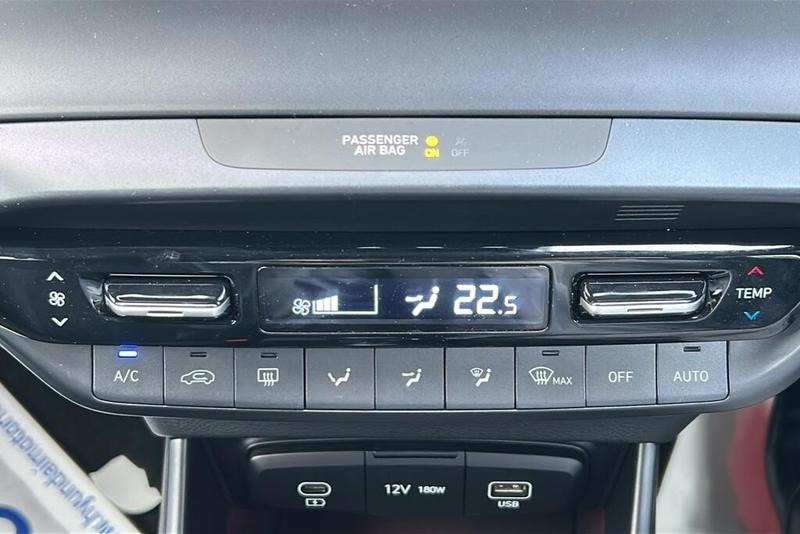 PASSENGER
AIR BAG
ON
OFF
22.5
TEMP
A/C
MAX
OFF
AUTO
12V 180W
USB